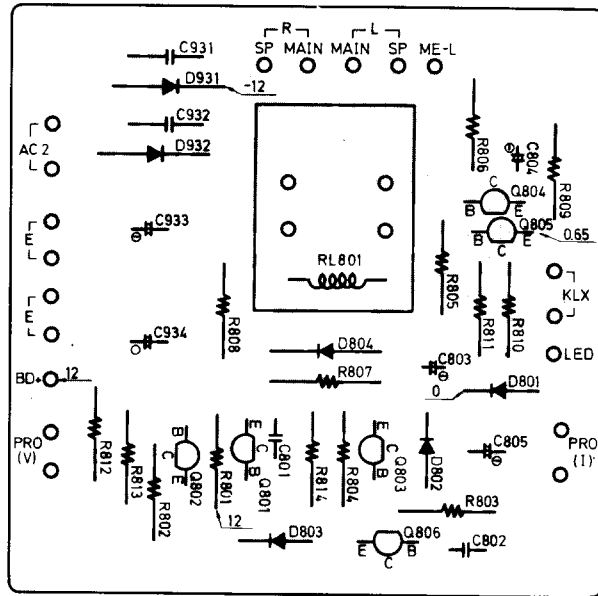 R L
SP MAIN MAIN SP ME-L
C931
D931
-12
C932
D932
AC2
R806
C804
R809
C
Q804
B E
Q805
B E
C
0.65
C933
E
RL801
R805
KLX
E
R808
R811
R810
C934
D804
LED
R807
C803
BD+
12
0
D801
PRO
(V)
R812
R813
R802
B
C
E
Q802
R801
12
E
C
B
Q801
C801
R814
R804
E
C
B
Q803
D802
C805
PRO
(I)
R803
D803
Q806
E B
C
C802